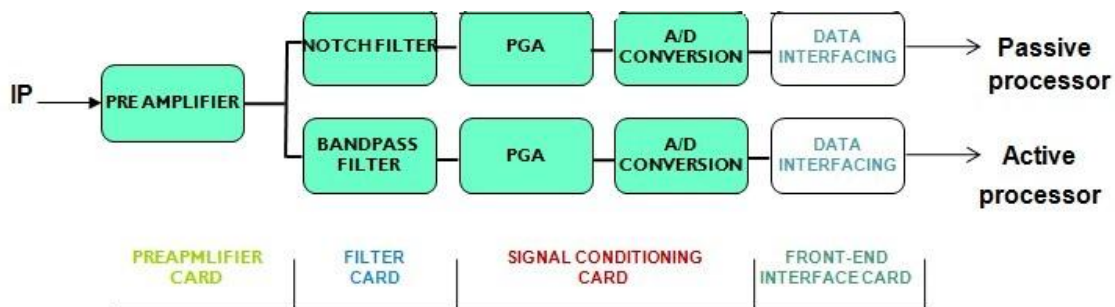 IP
PRE AMPLIFIER
NOTCH FILTER
PGA
A/D
CONVERSION
DATA
INTERFACING
Passive
processor
BANDPASS
FILTER
PGA
A/D
CONVERSION
DATA
INTERFACING
Active
processor
PREAPMLIFIER
CARD
FILTER
CARD
SIGNAL CONDITIONING
CARD
FRONT-END
INTERFACE CARD